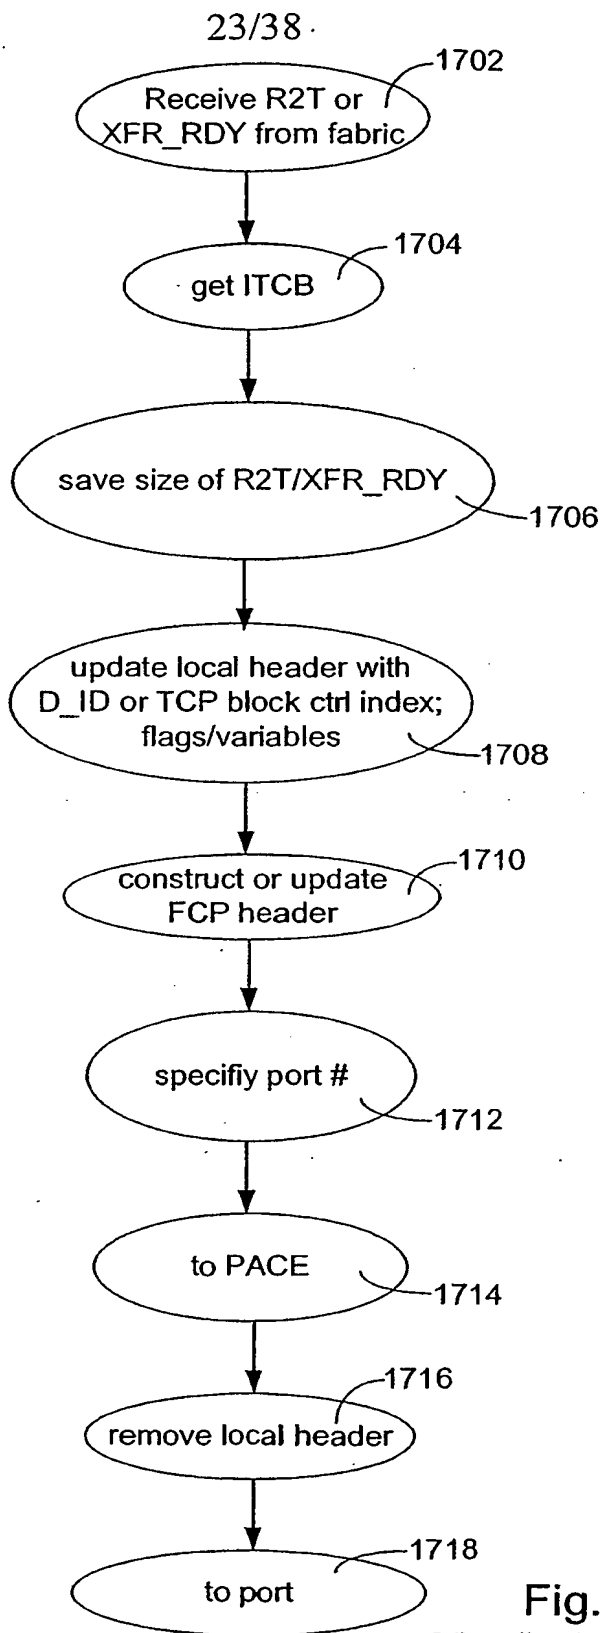 23/38
1702
Receive R2T or
XFR_RDY from fabric
1704
get ITCB
save size of R2T/XFR_RDY
1706
update local header with
D_ID or TCP block ctrl index;
flags/variables
1708
1710
construct or update
FCP header
specifiy port #
1712
to PACE
1714
1716
remove local header
1718
to port
Fig.